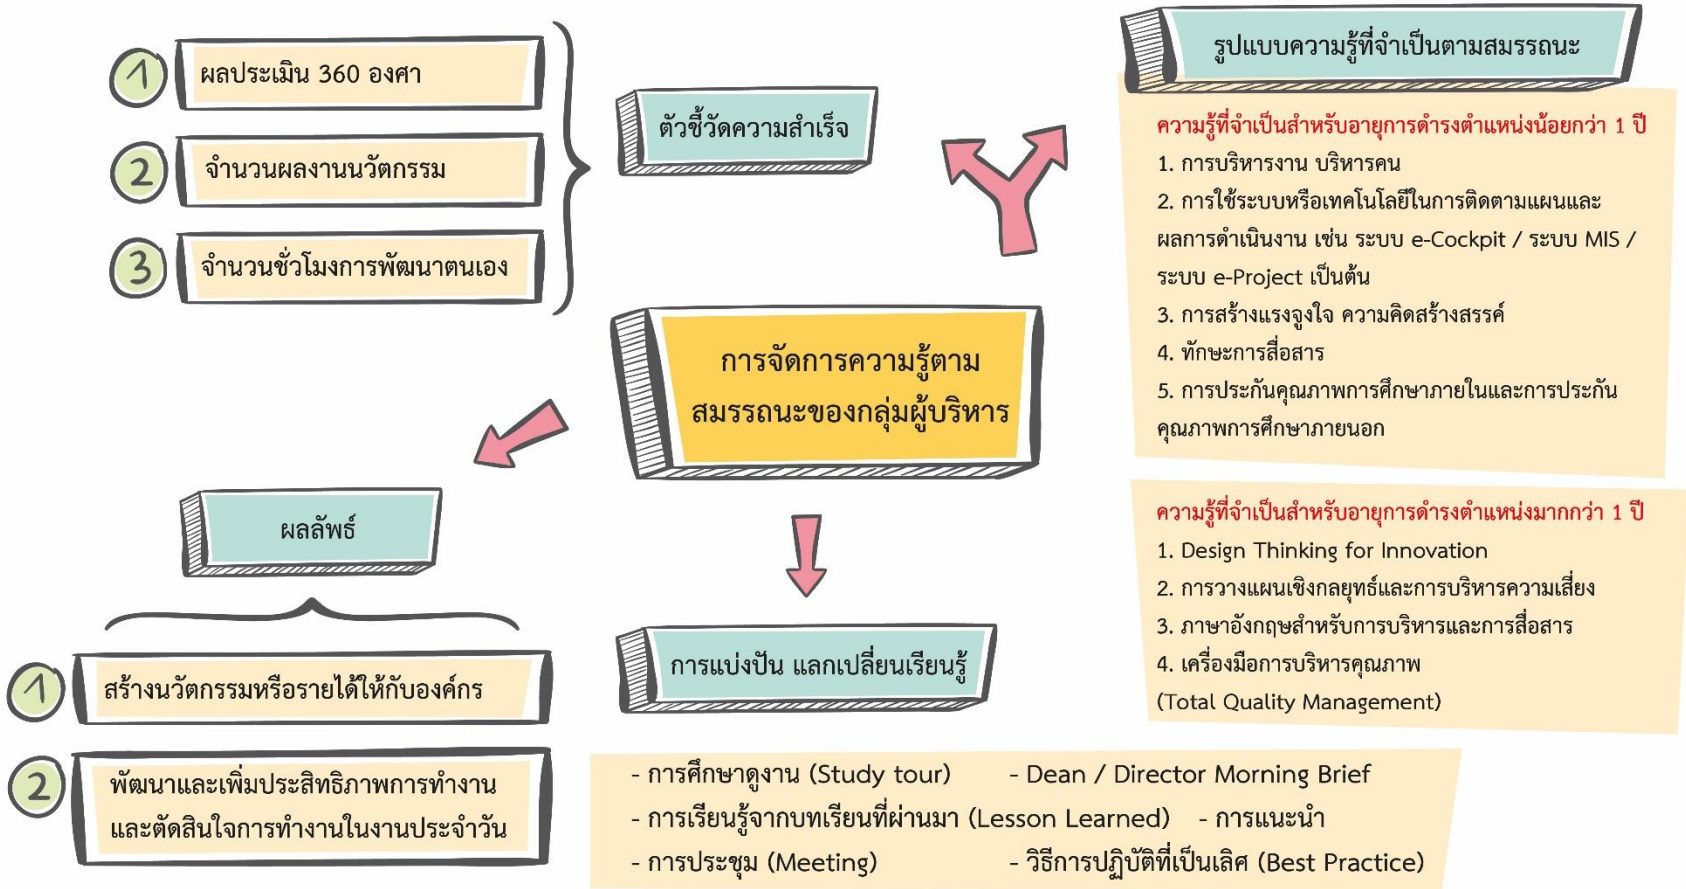 1
ผลประเมิน 360 องศา
2
จำนวนผลงานนวัตกรรม
3
จำนวนชั่วโมงการพัฒนาตนเอง
ตัวชี้วัดความสำเร็จ
รูปแบบความรู้ที่จำเป็นตามสมรรถนะ
ความรู้ที่จำเป็นสำหรับอายุการดำรงตำแหน่งน้อยกว่า 1 ปี
1. การบริหารงาน บริหารคน
2. การใช้ระบบหรือเทคโนโลยีในการติดตามแผนและ
ผลการดำเนินงาน เช่น ระบบ e-Cockpit / ระบบ MIS /
ระบบ e-Project เป็นต้น
3. การสร้างแรงจูงใจ ความคิดสร้างสรรค์
4. ทักษะการสื่อสาร
5. การประกันคุณภาพการศึกษาภายในและการประกัน
คุณภาพการศึกษาภายนอก
ความรู้ที่จำเป็นสำหรับอายุการดำรงตำแหน่งมากกว่า 1 ปี
1. Design Thinking for Innovation
2. การวางแผนเชิงกลยุทธ์และการบริหารความเสี่ยง
3. ภาษาอังกฤษสำหรับการบริหารและการสื่อสาร
4. เครื่องมือการบริหารคุณภาพ
(Total Quality Management)
การจัดการความรู้ตาม
สมรรถนะของกลุ่มผู้บริหาร
ผลลัพธ์
1
สร้างนวัตกรรมหรือรายได้ให้กับองค์กร
2
พัฒนาและเพิ่มประสิทธิภาพการทำงาน
และตัดสินใจการทำงานในงานประจำวัน
การแบ่งปัน แลกเปลี่ยนเรียนรู้
- การศึกษาดูงาน (Study tour) - Dean / Director Morning Brief
- การเรียนรู้จากบทเรียนที่ผ่านมา (Lesson Learned) - การแนะนำ
- การประชุม (Meeting) - วิธีการปฏิบัติที่เป็นเลิศ (Best Practice)